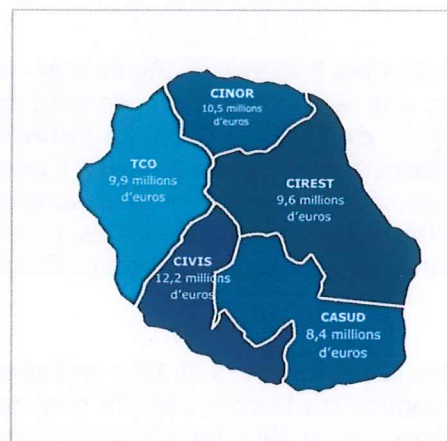 CINOR
10,5 millions
d'euros
TCO
9,9 millions
d'euros
CIREST
9,6 millions
d'euros
CIVIS
12,2 millions
d'euros
CASUD
8,4 millions
d'euros